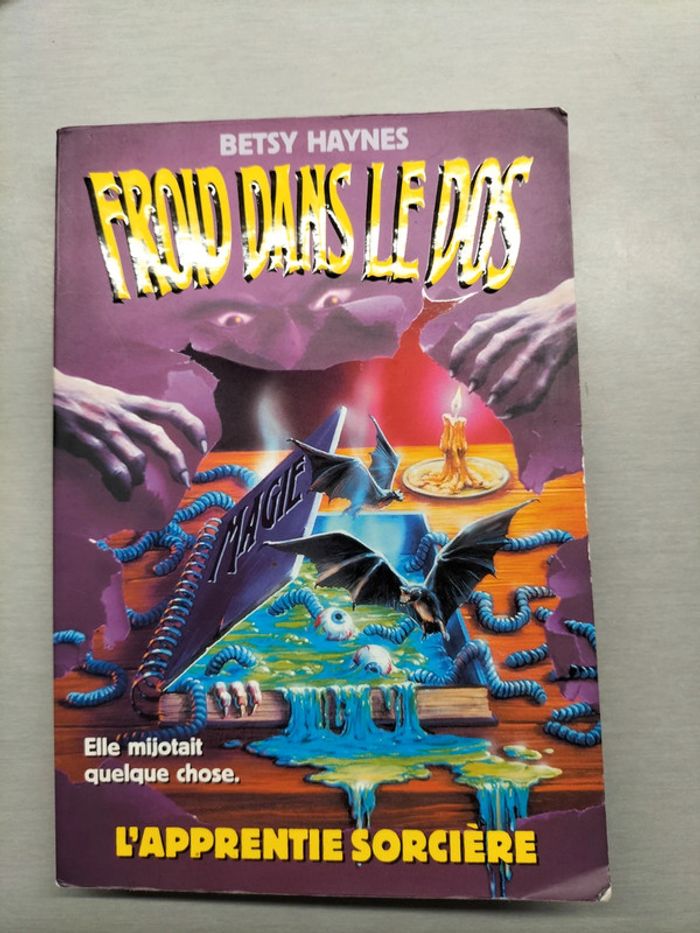 BETSY HAYNES
FROID DANS LE DOS
MAGIE
Elle mijotait
quelque chose.
L'APPRENTIE SORCIÈRE